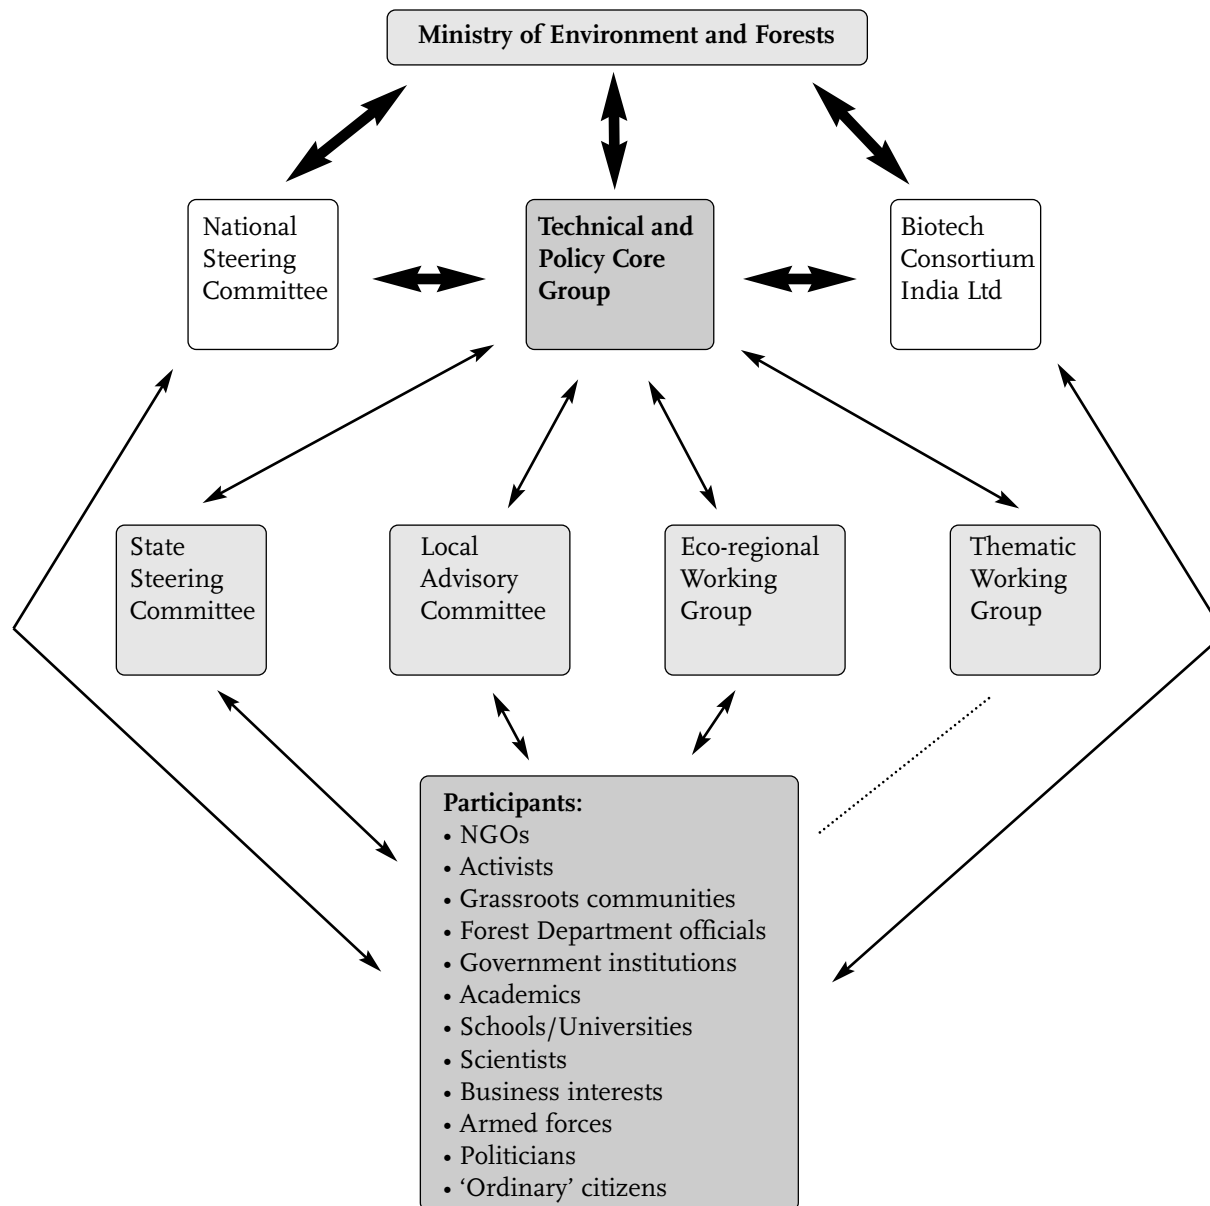 Ministry of Environment and Forests
National
Steering
Committee
Technical and
Policy Core
Group
Biotech
Consortium
India Ltd
State
Steering
Committee
Local
Advisory
Committee
Eco-regional
Working
Group
Thematic
Working
Group
Participants:
• NGOs
• Activists
• Grassroots communities
• Forest Department officials
• Government institutions
• Academics
• Schools/Universities
• Scientists
• Business interests
• Armed forces
• Politicians
• ‘Ordinary’ citizens